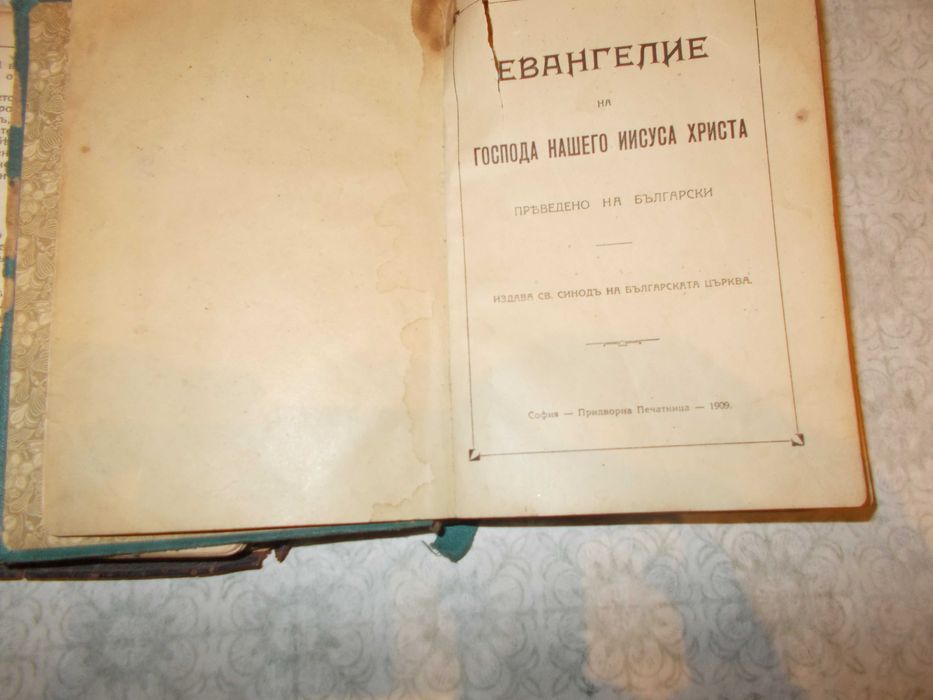 ЕВАНГЕЛИЕ
НА
ГОСПОДА НАШЕГО ИИСУСА ХРИСТА
ПРѢВЕДЕНО НА БЪЛГАРСКИ
ИЗДАВА СВ. СИНОДЪ НА БЪЛГАРСКАТА ЦЪРКВА.
София — Придворна Печатница — 1909.